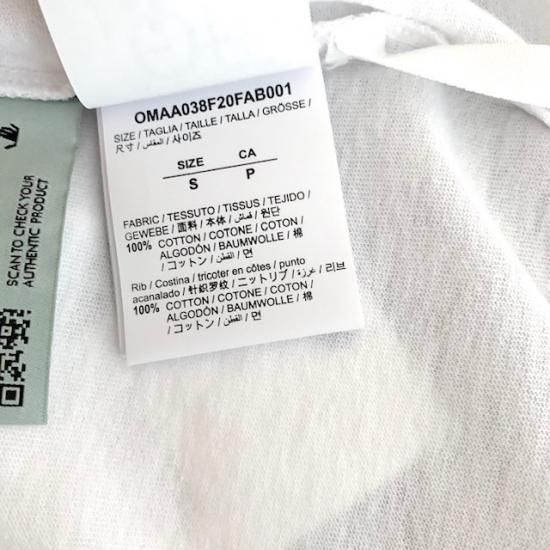 OMAA038F20FAB001
SIZE / TAGLIA / TAILLE / TALLA / GRÖSSE /
尺寸 / المقاس / 사이즈
SIZE CA
S P
FABRIC / TESSUTO / TISSUS / TEJIDO /
GEWEBE / 面料 / 本体 / قماش / 원단
100% COTTON / COTONE / COTON /
ALGODÓN / BAUMWOLLE / 棉
/ コットン / القطن / 면
Rib / Costina / tricoter en côtes / punto
acanalado / 针织罗纹 / ニットリブ / غرزة / 리브
100% COTTON / COTONE / COTON /
ALGODÓN / BAUMWOLLE / 棉
/ コットン / القطن / 면
SCAN TO CHECK YOUR
AUTHENTIC PRODUCT